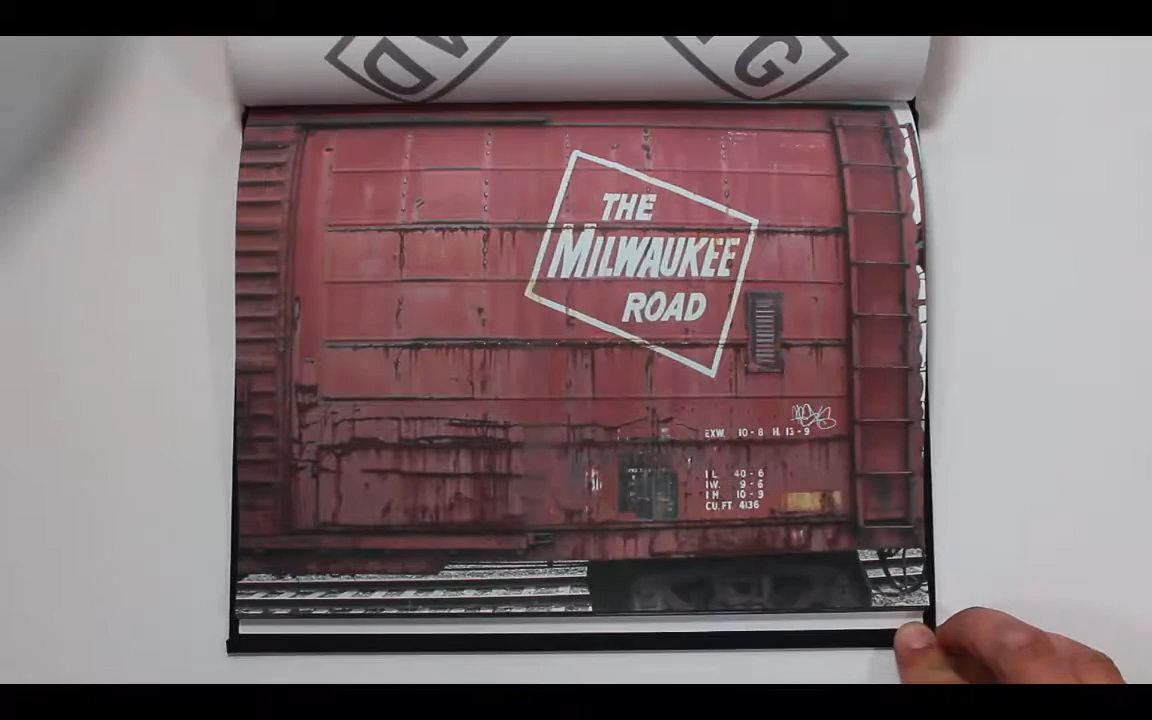 THE
MILWAUKEE
ROAD
EXW. 10-8 H. 13-9
IL. 40-6
IW. 9-6
IH 10-9
CU.FT. 4136